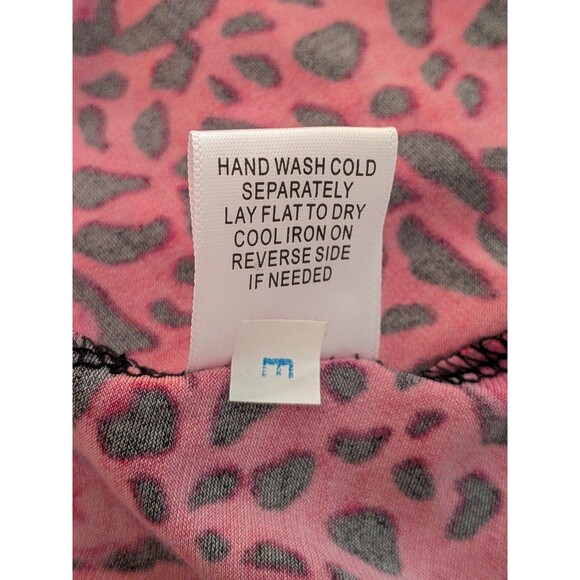 HAND WASH COLD
SEPARATELY
LAY FLAT TO DRY
COOL IRON ON
REVERSE SIDE
IF NEEDED
E